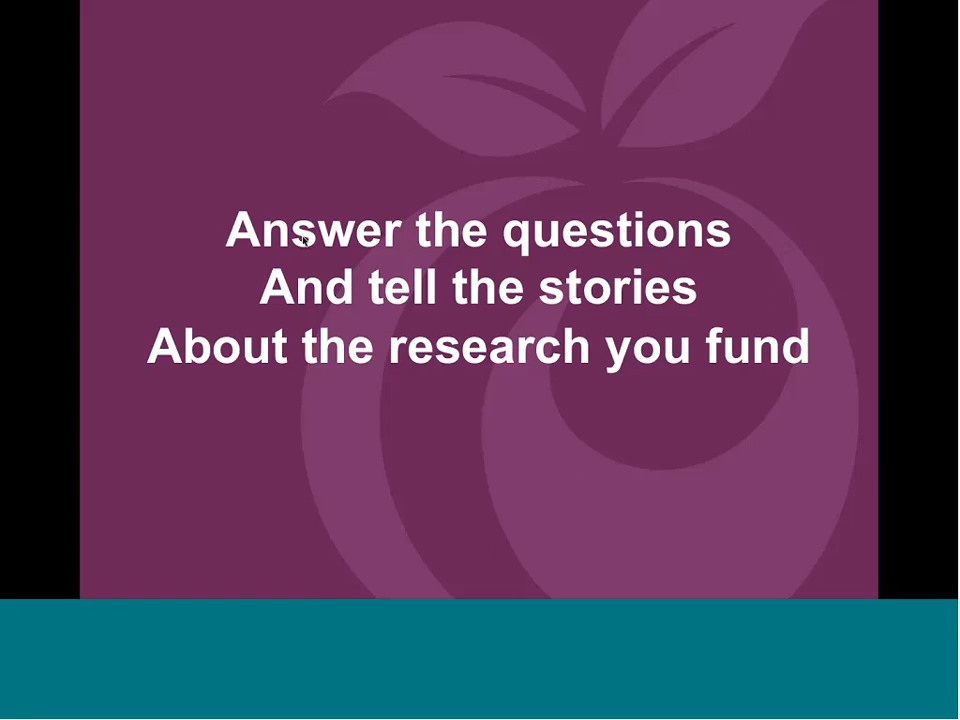 Answer the questions
And tell the stories
About the research you fund